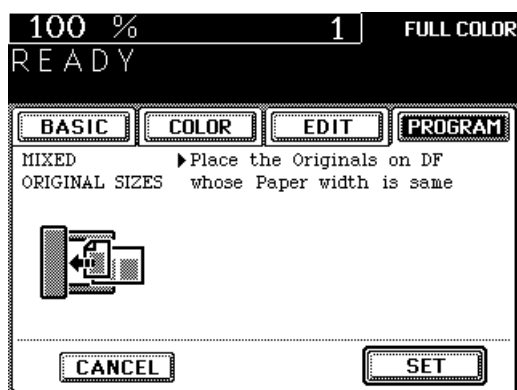 100 % 1 FULL COLOR
READY
BASIC COLOR EDIT PROGRAM
MIXED ▶Place the Originals on DF
ORIGINAL SIZES whose Paper width is same
CANCEL SET